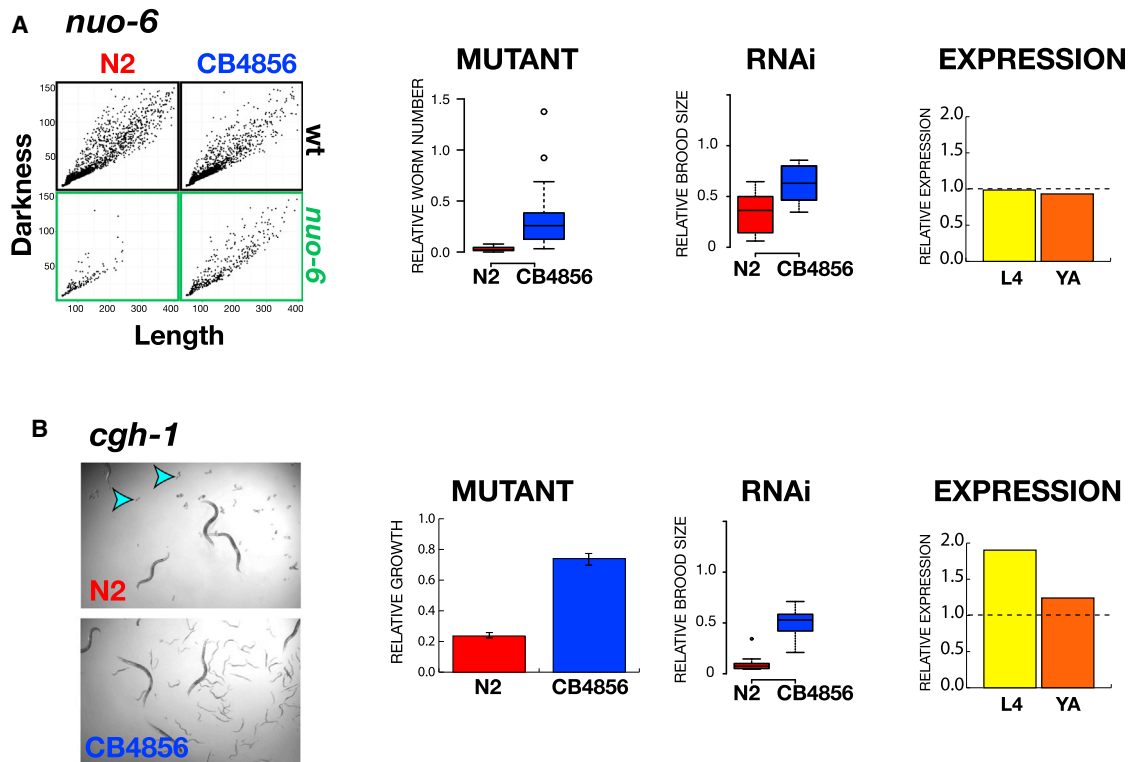 A
nuo-6
N2 CB4856
Darkness
150
100
50
wt
150
100
50
nuo-6
100 200 300 400 100 200 300 400
Length
MUTANT
RELATIVE WORM NUMBER
1.5
1.0
0.5
0.0
N2 CB4856
RNAi
RELATIVE BROOD SIZE
1.0
0.5
0
N2 CB4856
EXPRESSION
RELATIVE EXPRESSION
2.0
1.5
1.0
0.5
0.0
L4 YA
B
cgh-1
N2
CB4856
MUTANT
RELATIVE GROWTH
1.0
0.8
0.6
0.4
0.2
0.0
N2 CB4856
RNAi
RELATIVE BROOD SIZE
1.0
0.5
0
N2 CB4856
EXPRESSION
RELATIVE EXPRESSION
2.0
1.5
1.0
0.5
0.0
L4 YA